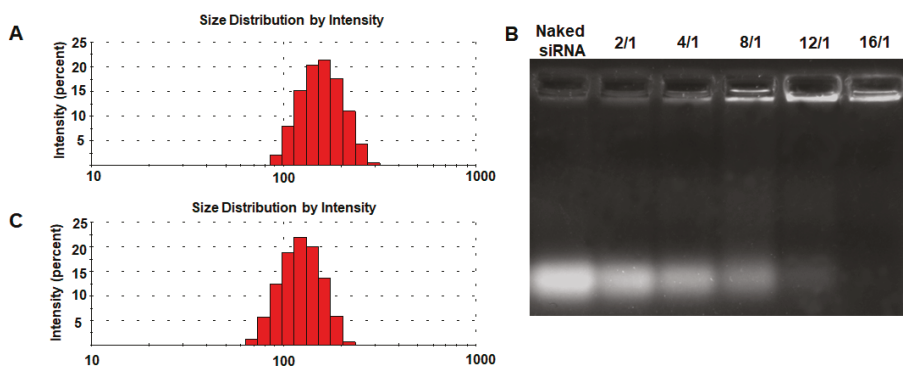 A
Size Distribution by Intensity
Intensity (percent)
25
20
15
10
5
10
100
1000
B
Naked
siRNA
2/1
4/1
8/1
12/1
16/1
C
Size Distribution by Intensity
Intensity (percent)
25
20
15
10
5
10
100
1000